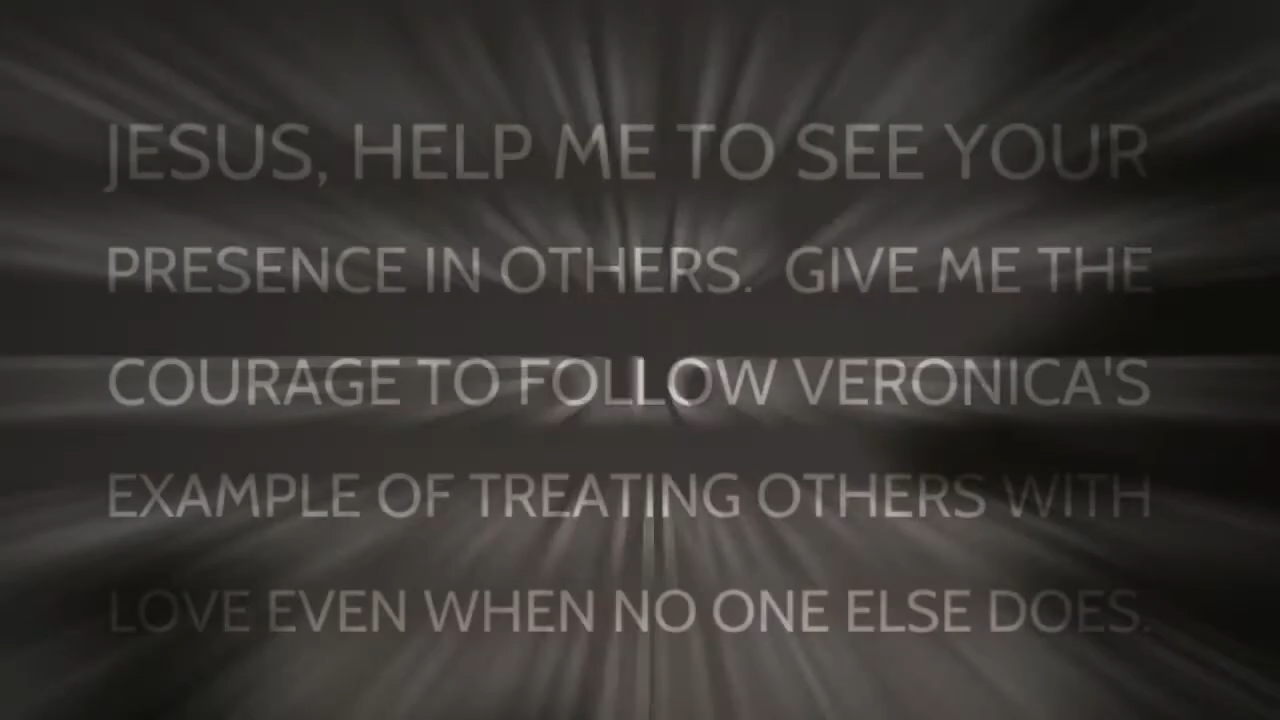 JESUS, HELP ME TO SEE YOUR
PRESENCE IN OTHERS.  GIVE ME THE
COURAGE TO FOLLOW VERONICA'S
EXAMPLE OF TREATING OTHERS WITH
LOVE EVEN WHEN NO ONE ELSE DOES.